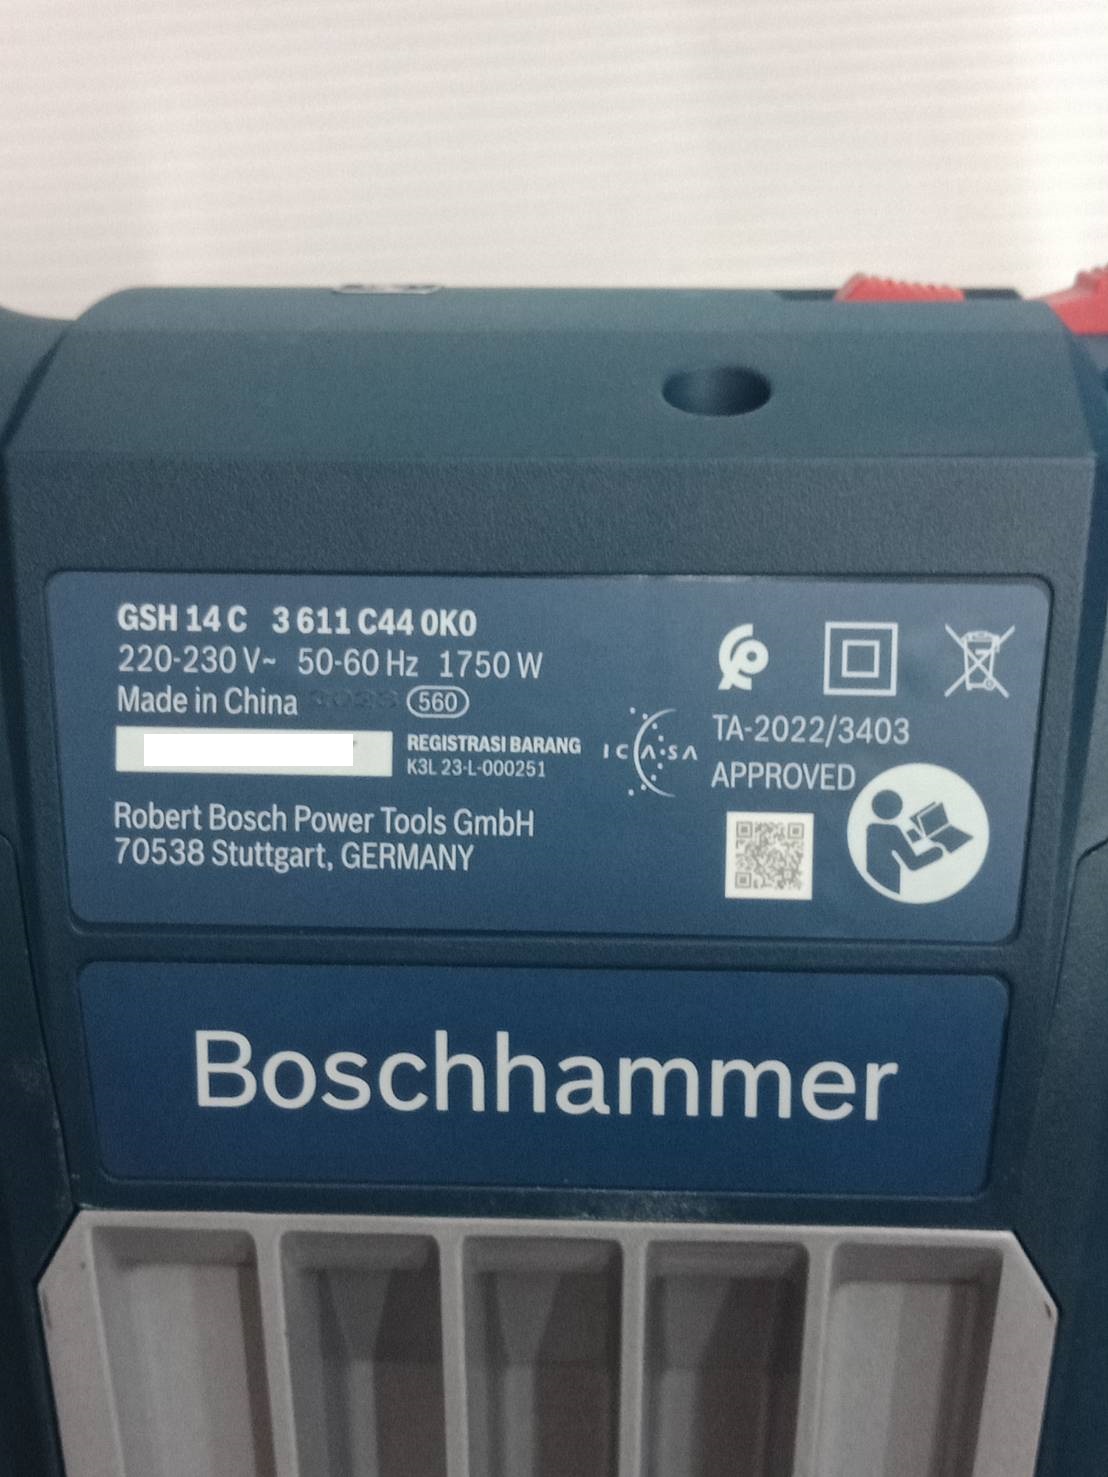 GSH 14 C 3 611 C44 0K0
220-230 V~ 50-60 Hz 1750 W
Made in China 560
REGISTRASI BARANG
K3L 23-L-000251
Robert Bosch Power Tools GmbH
70538 Stuttgart, GERMANY
ICASA
TA-2022/3403
APPROVED
Boschhammer